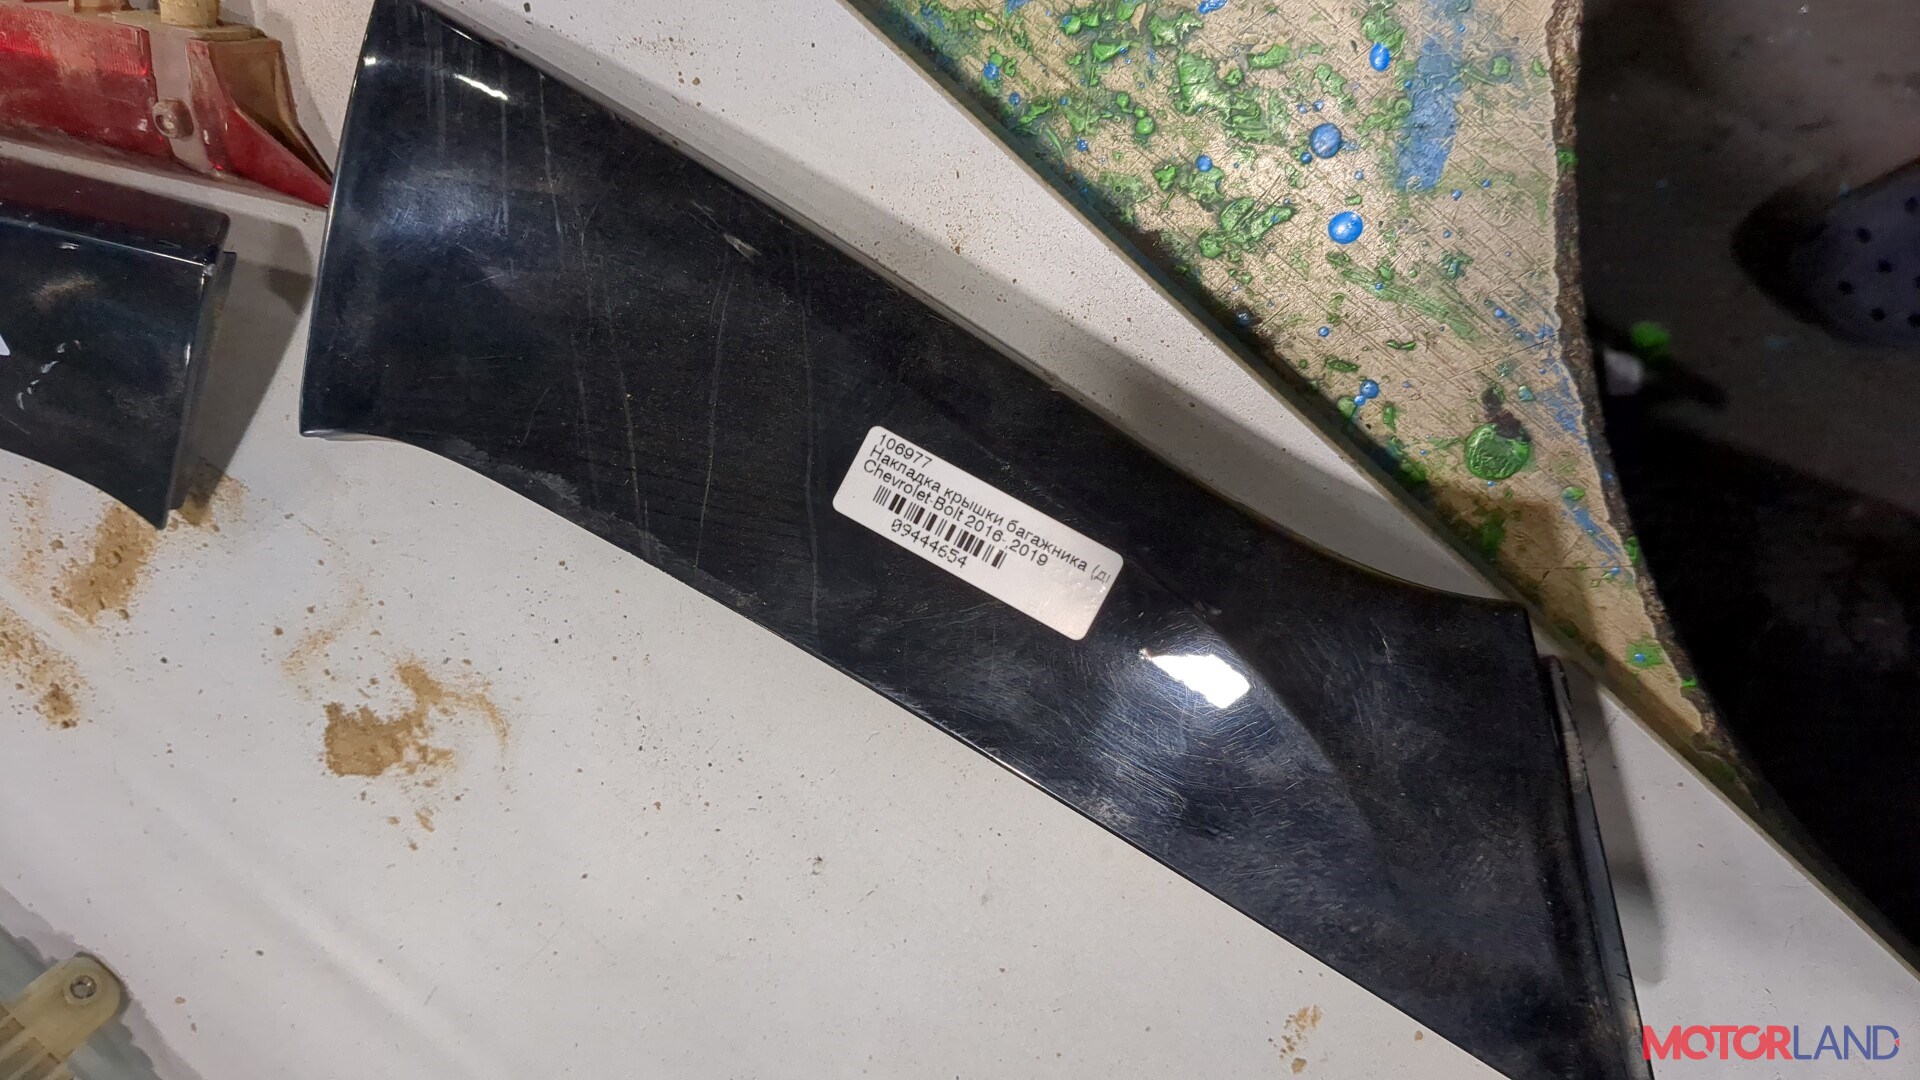 106977
Накладка крышки багажника
Chevrolet Bolt 2016-2019
09444654
MOTORLAND